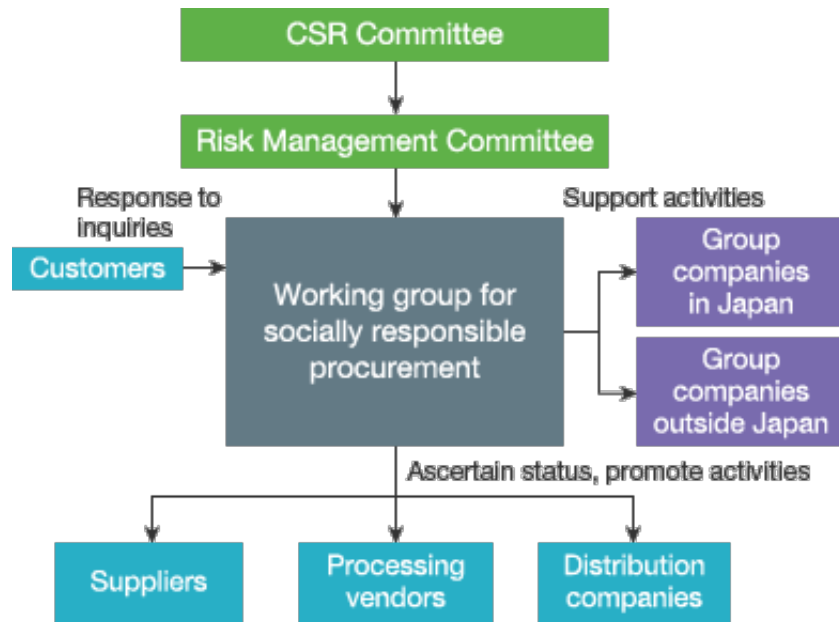 CSR Committee
Risk Management Committee
Response to
inquiries
Support activities
Customers
Working group for
socially responsible
procurement
Group
companies
in Japan
Group
companies
outside Japan
Ascertain status, promote activities
Suppliers
Processing
vendors
Distribution
companies